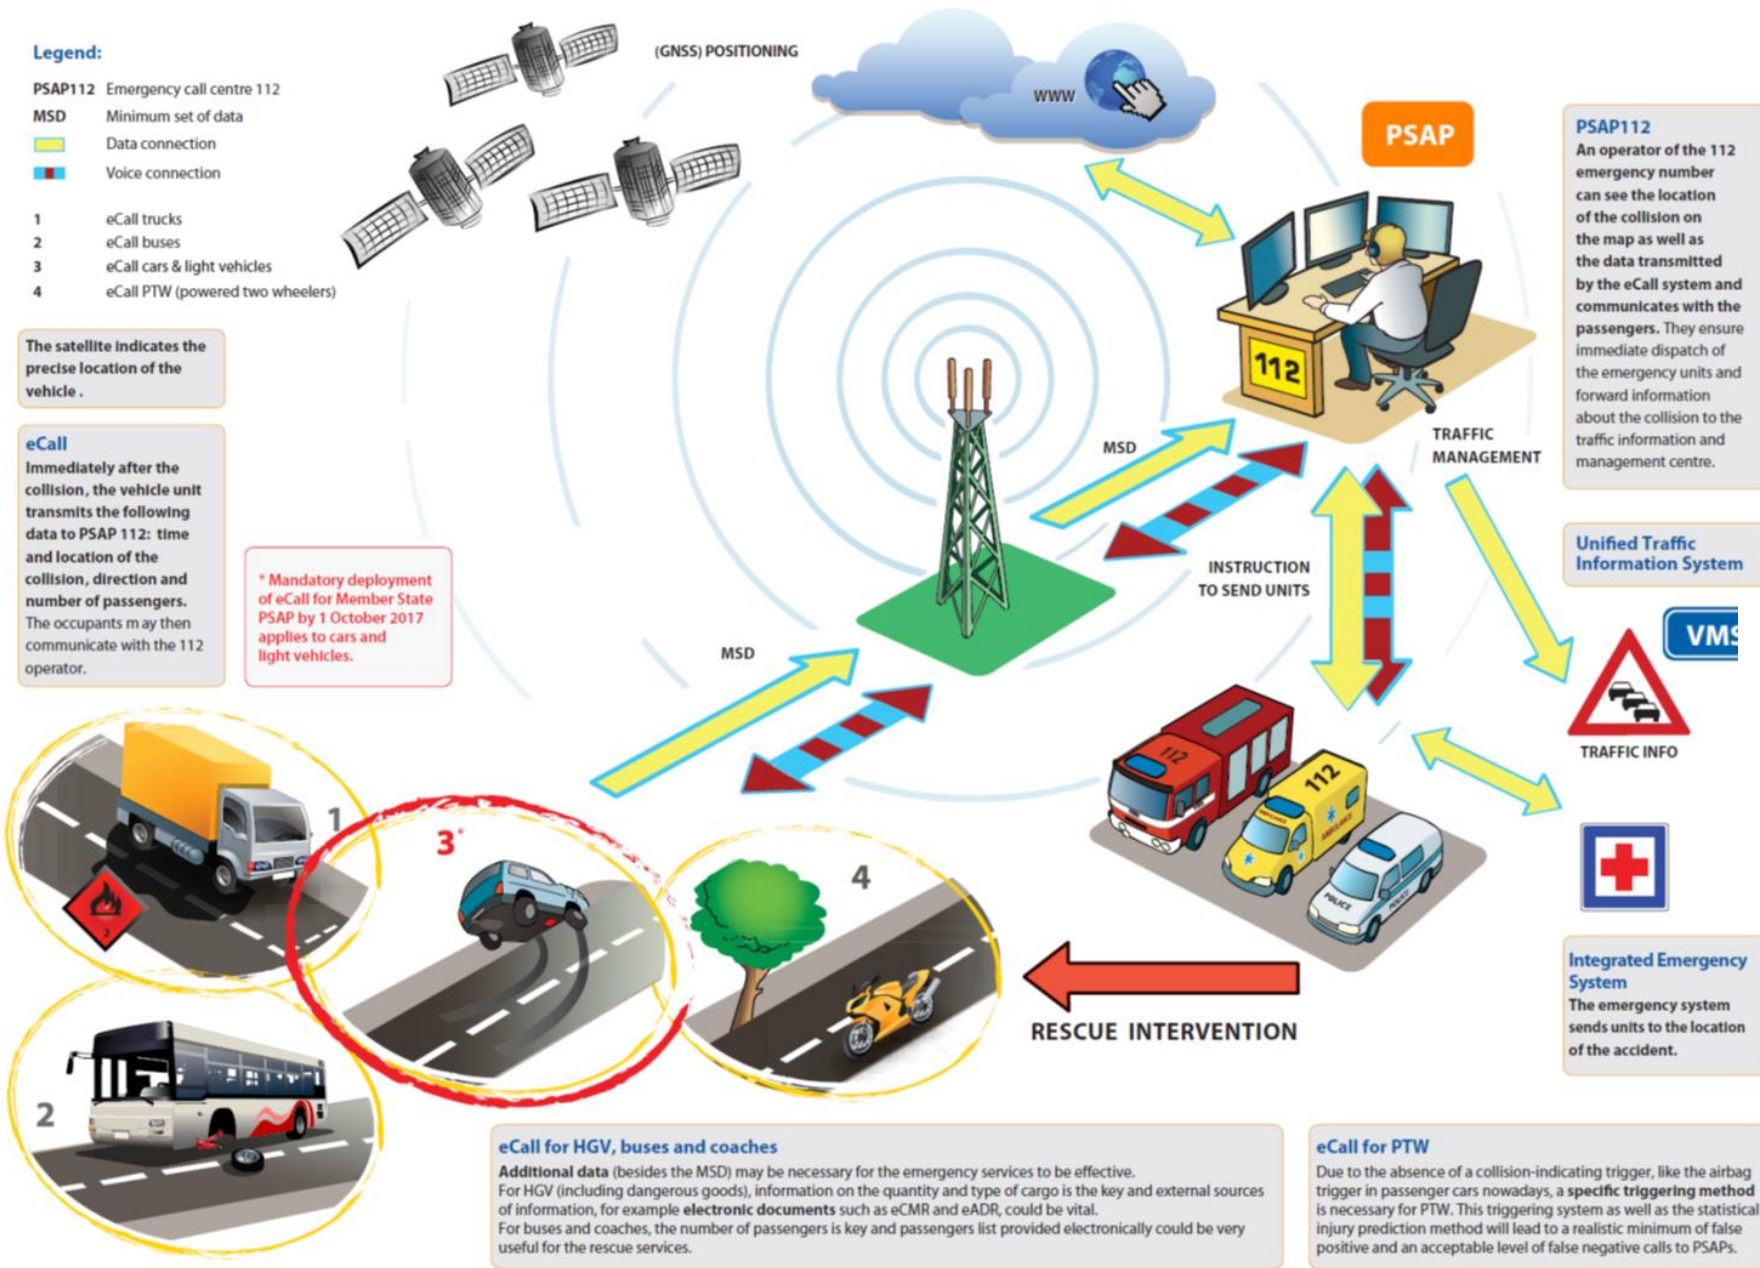 Legend:
PSAP112 Emergency call centre 112
MSD Minimum set of data
Data connection
Voice connection
1 eCall trucks
2 eCall buses
3 eCall cars & light vehicles
4 eCall PTW (powered two wheelers)
The satellite indicates the
precise location of the
vehicle .
eCall
Immediately after the
collision, the vehicle unit
transmits the following
data to PSAP 112: time
and location of the
collision, direction and
number of passengers.
The occupants m ay then
communicate with the 112
operator.
* Mandatory deployment
of eCall for Member State
PSAP by 1 October 2017
applies to cars and
light vehicles.
(GNSS) POSITIONING
WWW
PSAP
112
MSD
MSD
TRAFFIC
MANAGEMENT
INSTRUCTION
TO SEND UNITS
PSAP112
An operator of the 112
emergency number
can see the location
of the collision on
the map as well as
the data transmitted
by the eCall system and
communicates with the
passengers. They ensure
immediate dispatch of
the emergency units and
forward information
about the collision to the
traffic information and
management centre.
Unified Traffic
Information System
VMS
TRAFFIC INFO
112
112
AMBULANCE
AMBULANCE
POLICE
POLICE
Integrated Emergency
System
The emergency system
sends units to the location
of the accident.
1
2
2
3*
4
RESCUE INTERVENTION
eCall for HGV, buses and coaches
Additional data (besides the MSD) may be necessary for the emergency services to be effective.
For HGV (including dangerous goods), information on the quantity and type of cargo is the key and external sources
of information, for example electronic documents such as eCMR and eADR, could be vital.
For buses and coaches, the number of passengers is key and passengers list provided electronically could be very
useful for the rescue services.
eCall for PTW
Due to the absence of a collision-indicating trigger, like the airbag
trigger in passenger cars nowadays, a specific triggering method
is necessary for PTW. This triggering system as well as the statistical
injury prediction method will lead to a realistic minimum of false
positive and an acceptable level of false negative calls to PSAPs.